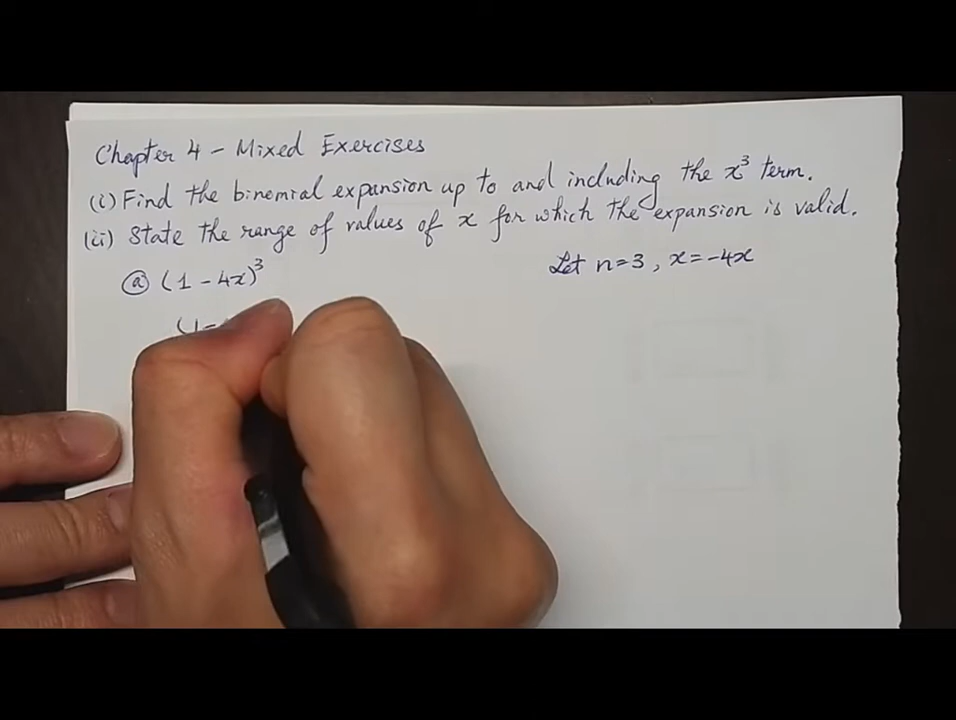 Chapter 4 - Mixed Exercises
(i) Find the binomial expansion up to and including the x³ term.
(ii) State the range of values of x for which the expansion is valid.
ⓐ (1 - 4x)³
Let n=3, x=-4x
(1-